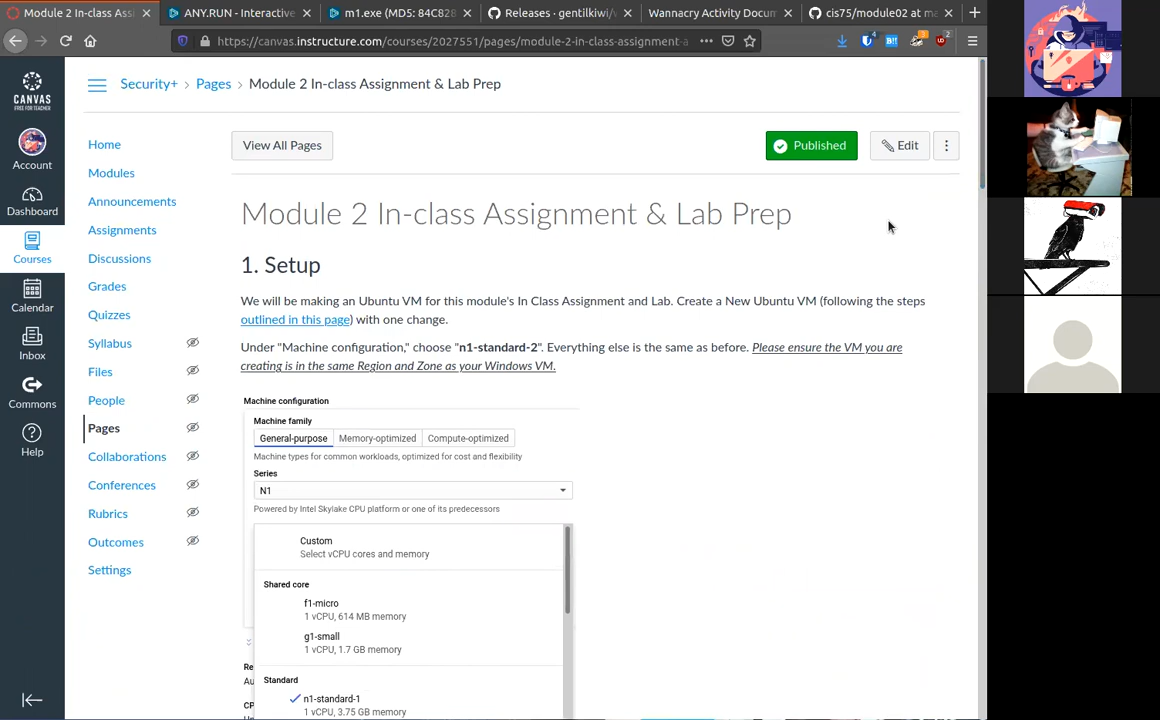 Module 2 In-class Assi
ANY.RUN - Interactive
m1.exe (MD5: 84C828
Releases · gentilkiwi/
Wannacry Activity Docum
cis75/module02 at ma
https://canvas.instructure.com/courses/2027551/pages/module-2-in-class-assignment-a
CANVAS
FREE FOR TEACHER
Account
Dashboard
Courses
Calendar
Inbox
Commons
Help
Security+ › Pages › Module 2 In-class Assignment & Lab Prep
Home
Modules
Announcements
Assignments
Discussions
Grades
Quizzes
Syllabus
Files
People
Pages
Collaborations
Conferences
Rubrics
Outcomes
Settings
View All Pages
Published
Edit
Module 2 In-class Assignment & Lab Prep
1. Setup
We will be making an Ubuntu VM for this module's In Class Assignment and Lab. Create a New Ubuntu VM (following the steps
outlined in this page) with one change.
Under "Machine configuration," choose "n1-standard-2". Everything else is the same as before. Please ensure the VM you are
creating is in the same Region and Zone as your Windows VM.
Machine configuration
Machine family
General-purpose Memory-optimized Compute-optimized
Machine types for common workloads, optimized for cost and flexibility
Series
N1
Powered by Intel Skylake CPU platform or one of its predecessors
Custom
Select vCPU cores and memory
Shared core
f1-micro
1 vCPU, 614 MB memory
g1-small
1 vCPU, 1.7 GB memory
Re
Au
Standard
n1-standard-1
CP
1 vCPU, 3.75 GB memory